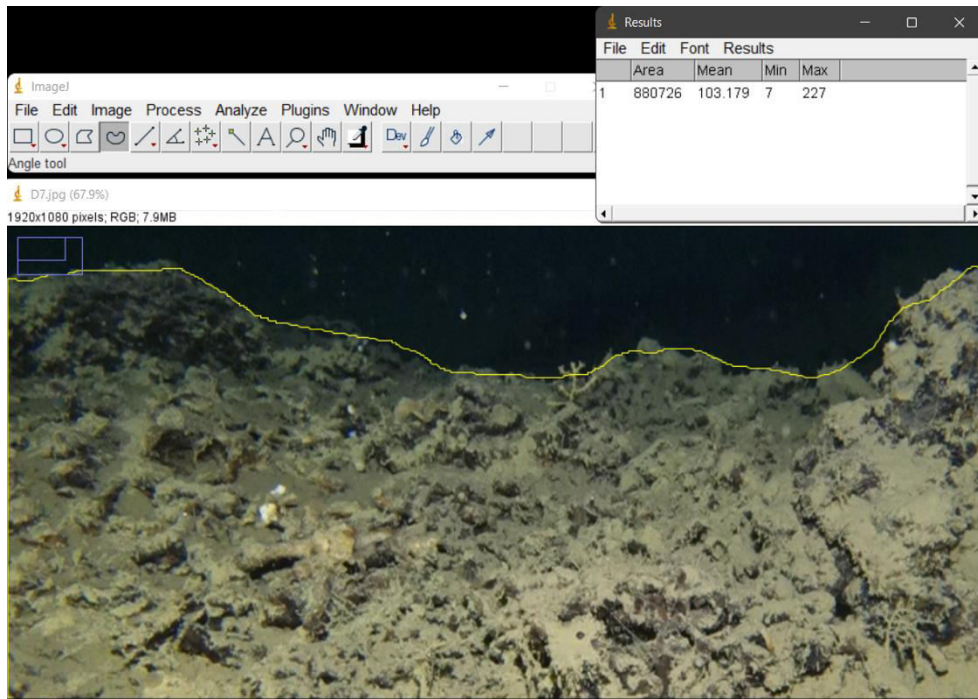 Results
File Edit Font Results
Area Mean Min Max
1 880726 103.179 7 227
ImageJ
File Edit Image Process Analyze Plugins Window Help
Dev
Angle tool
D7.jpg (67.9%)
1920x1080 pixels; RGB; 7.9MB